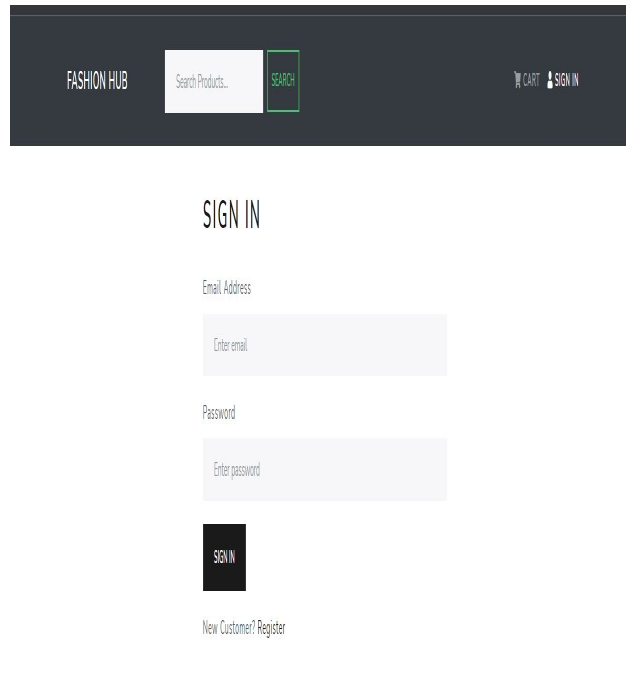 FASHION HUB Search Products... SEARCH CART SIGN IN
SIGN IN
Email Address
Enter email
Password
Enter password
SIGN IN
New Customer? Register